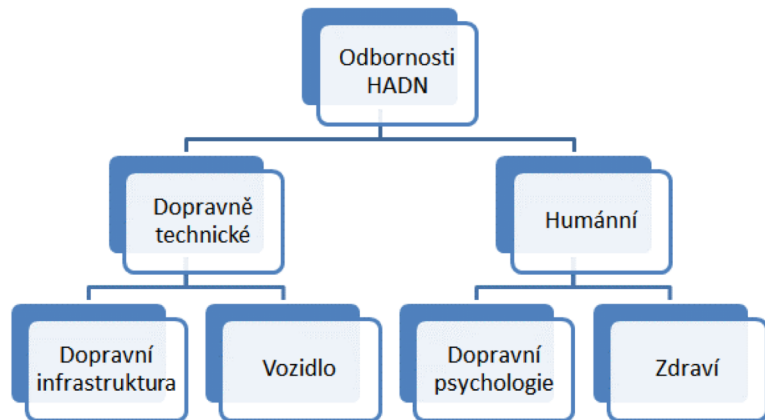 Odbornosti
HADN
Dopravně
technické
Humánní
Dopravní
infrastruktura
Vozidlo
Dopravní
psychologie
Zdraví